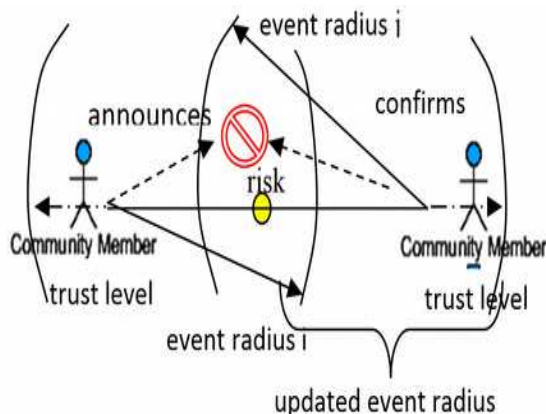 event radius i
announces
confirms
risk
Community Member
Community Member
trust level
trust level
event radius i
updated event radius